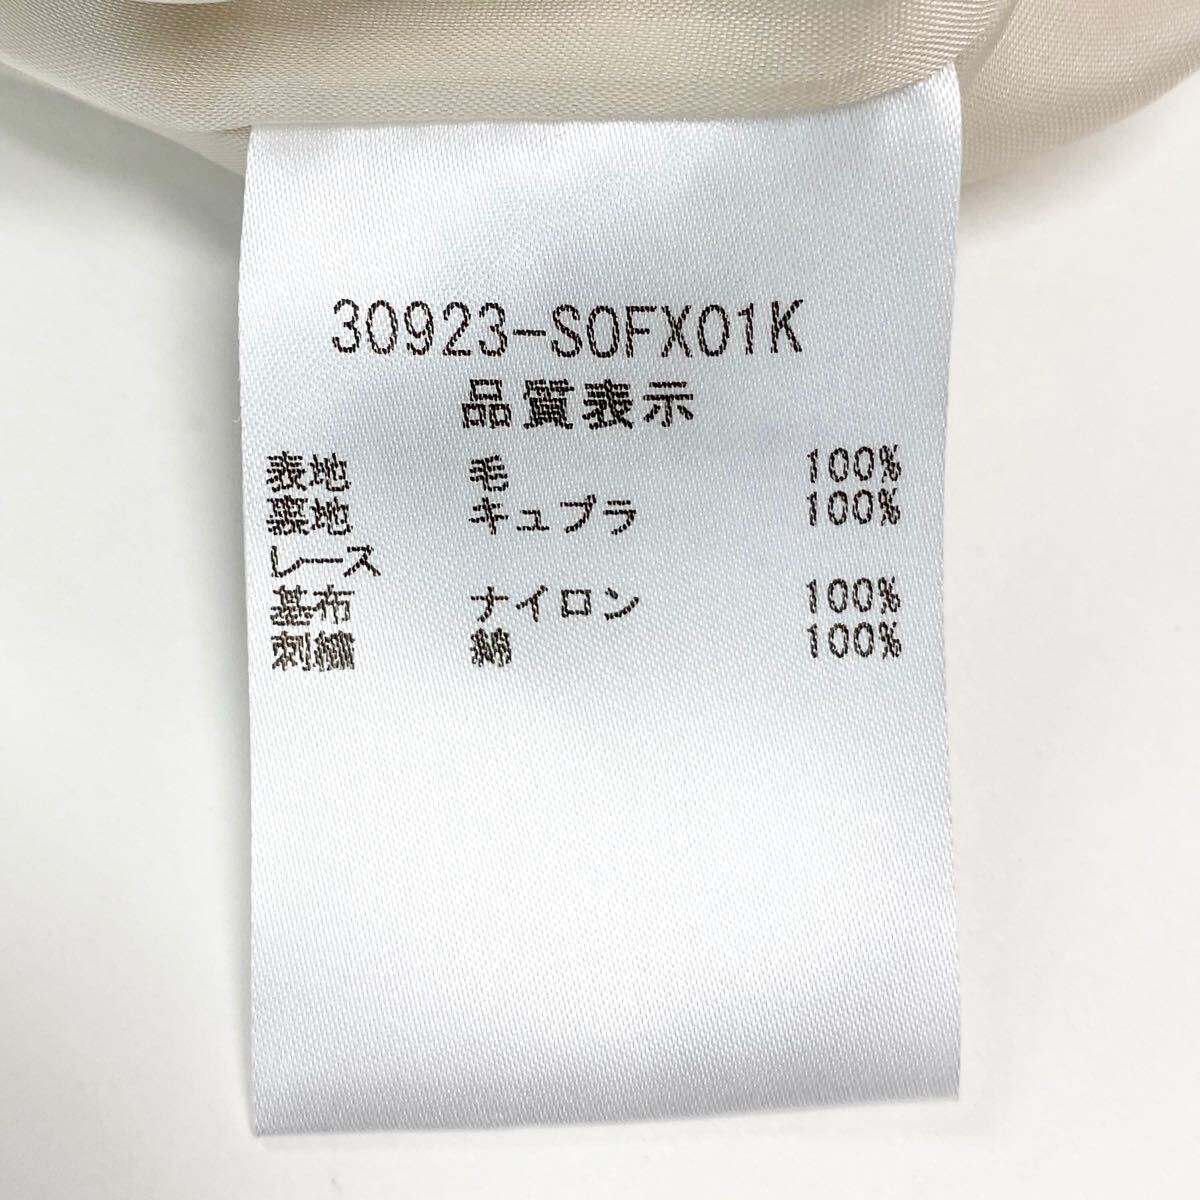 30923-S0FX01K
品質表示
表地 毛 100%
裏地 キュプラ 100%
レース
基布 ナイロン 100%
刺繍 綿 100%